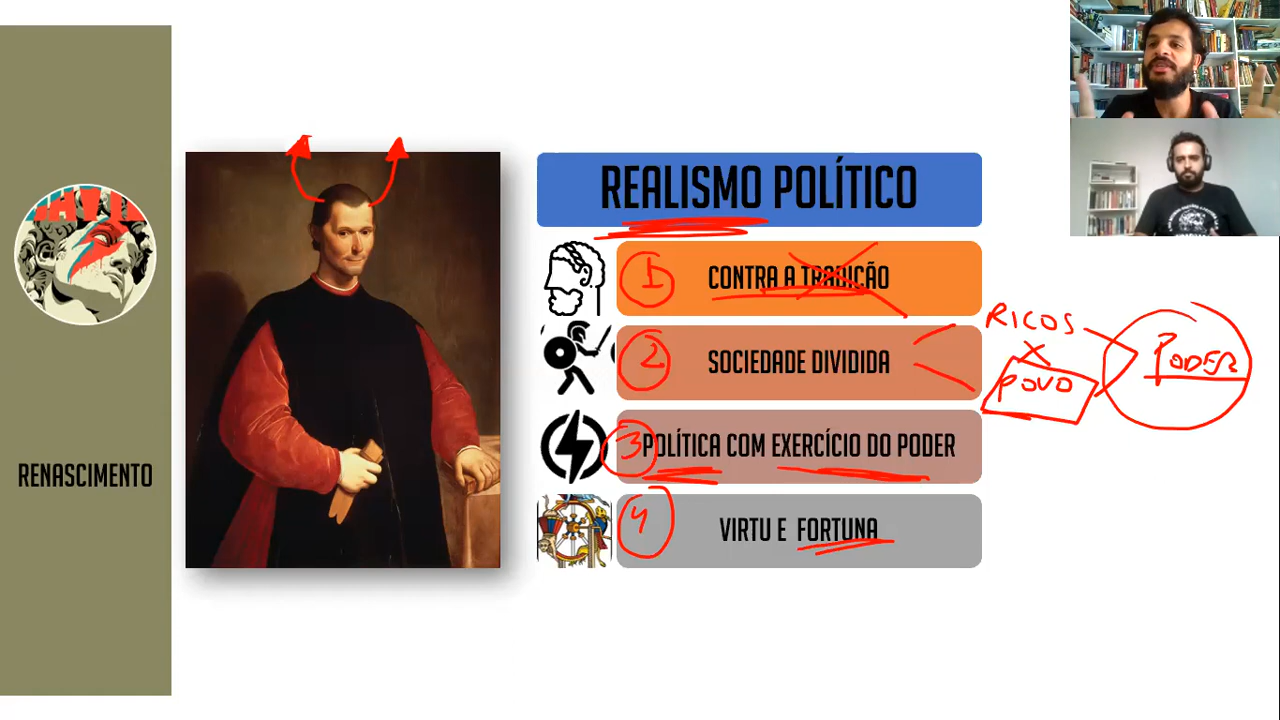 REALISMO POLÍTICO
1
CONTRA A TRADIÇÃO
2
SOCIEDADE DIVIDIDA
RICOS
X
POVO
PODER
3
POLÍTICA COM EXERCÍCIO DO PODER
4
VIRTU E FORTUNA
RENASCIMENTO